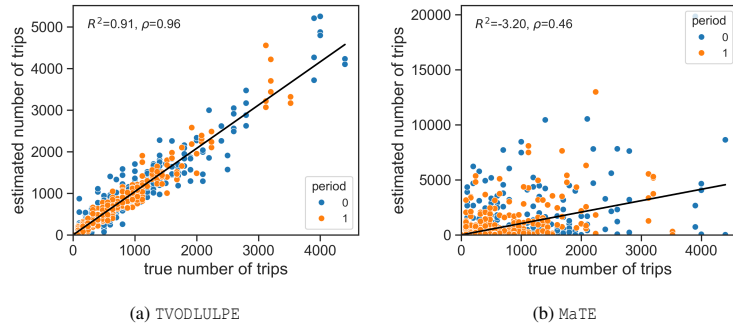 R²=0.91, ρ=0.96
estimated number of trips
5000
4000
3000
2000
1000
0
period
0
1
0 1000 2000 3000 4000
true number of trips
(a) TVODLULPE
R²=-3.20, ρ=0.46
estimated number of trips
20000
15000
10000
5000
0
period
0
1
0 1000 2000 3000 4000
true number of trips
(b) MaTE